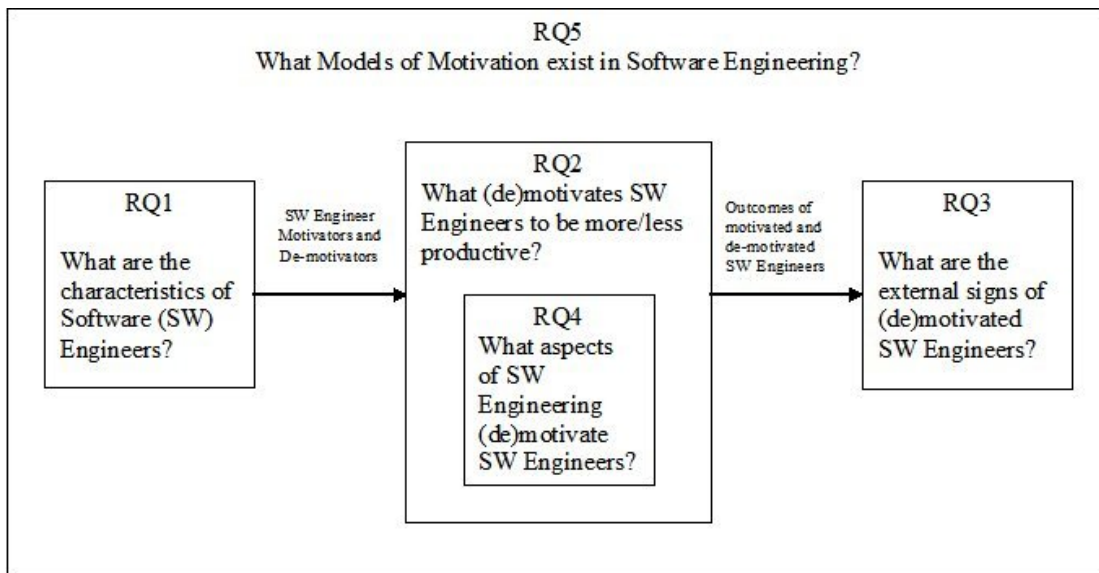 RQ5
What Models of Motivation exist in Software Engineering?
RQ1
What are the
characteristics of
Software (SW)
Engineers?
SW Engineer
Motivators and
De-motivators
RQ2
What (de)motivates SW
Engineers to be more/less
productive?
RQ4
What aspects
of SW
Engineering
(de)motivate
SW Engineers?
Outcomes of
motivated and
de-motivated
SW Engineers
RQ3
What are the
external signs of
(de)motivated
SW Engineers?